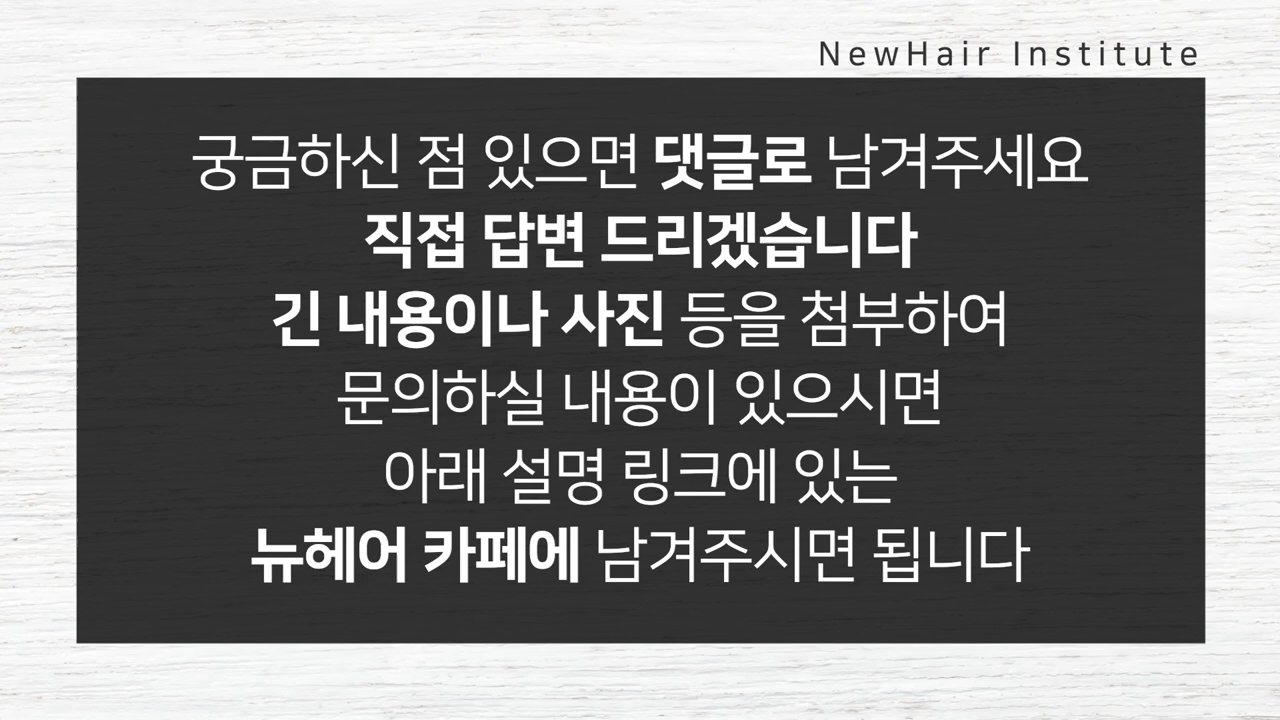 NewHair Institute
궁금하신 점 있으면 댓글로 남겨주세요
직접 답변 드리겠습니다
긴 내용이나 사진 등을 첨부하여
문의하실 내용이 있으시면
아래 설명 링크에 있는
뉴헤어 카페에 남겨주시면 됩니다